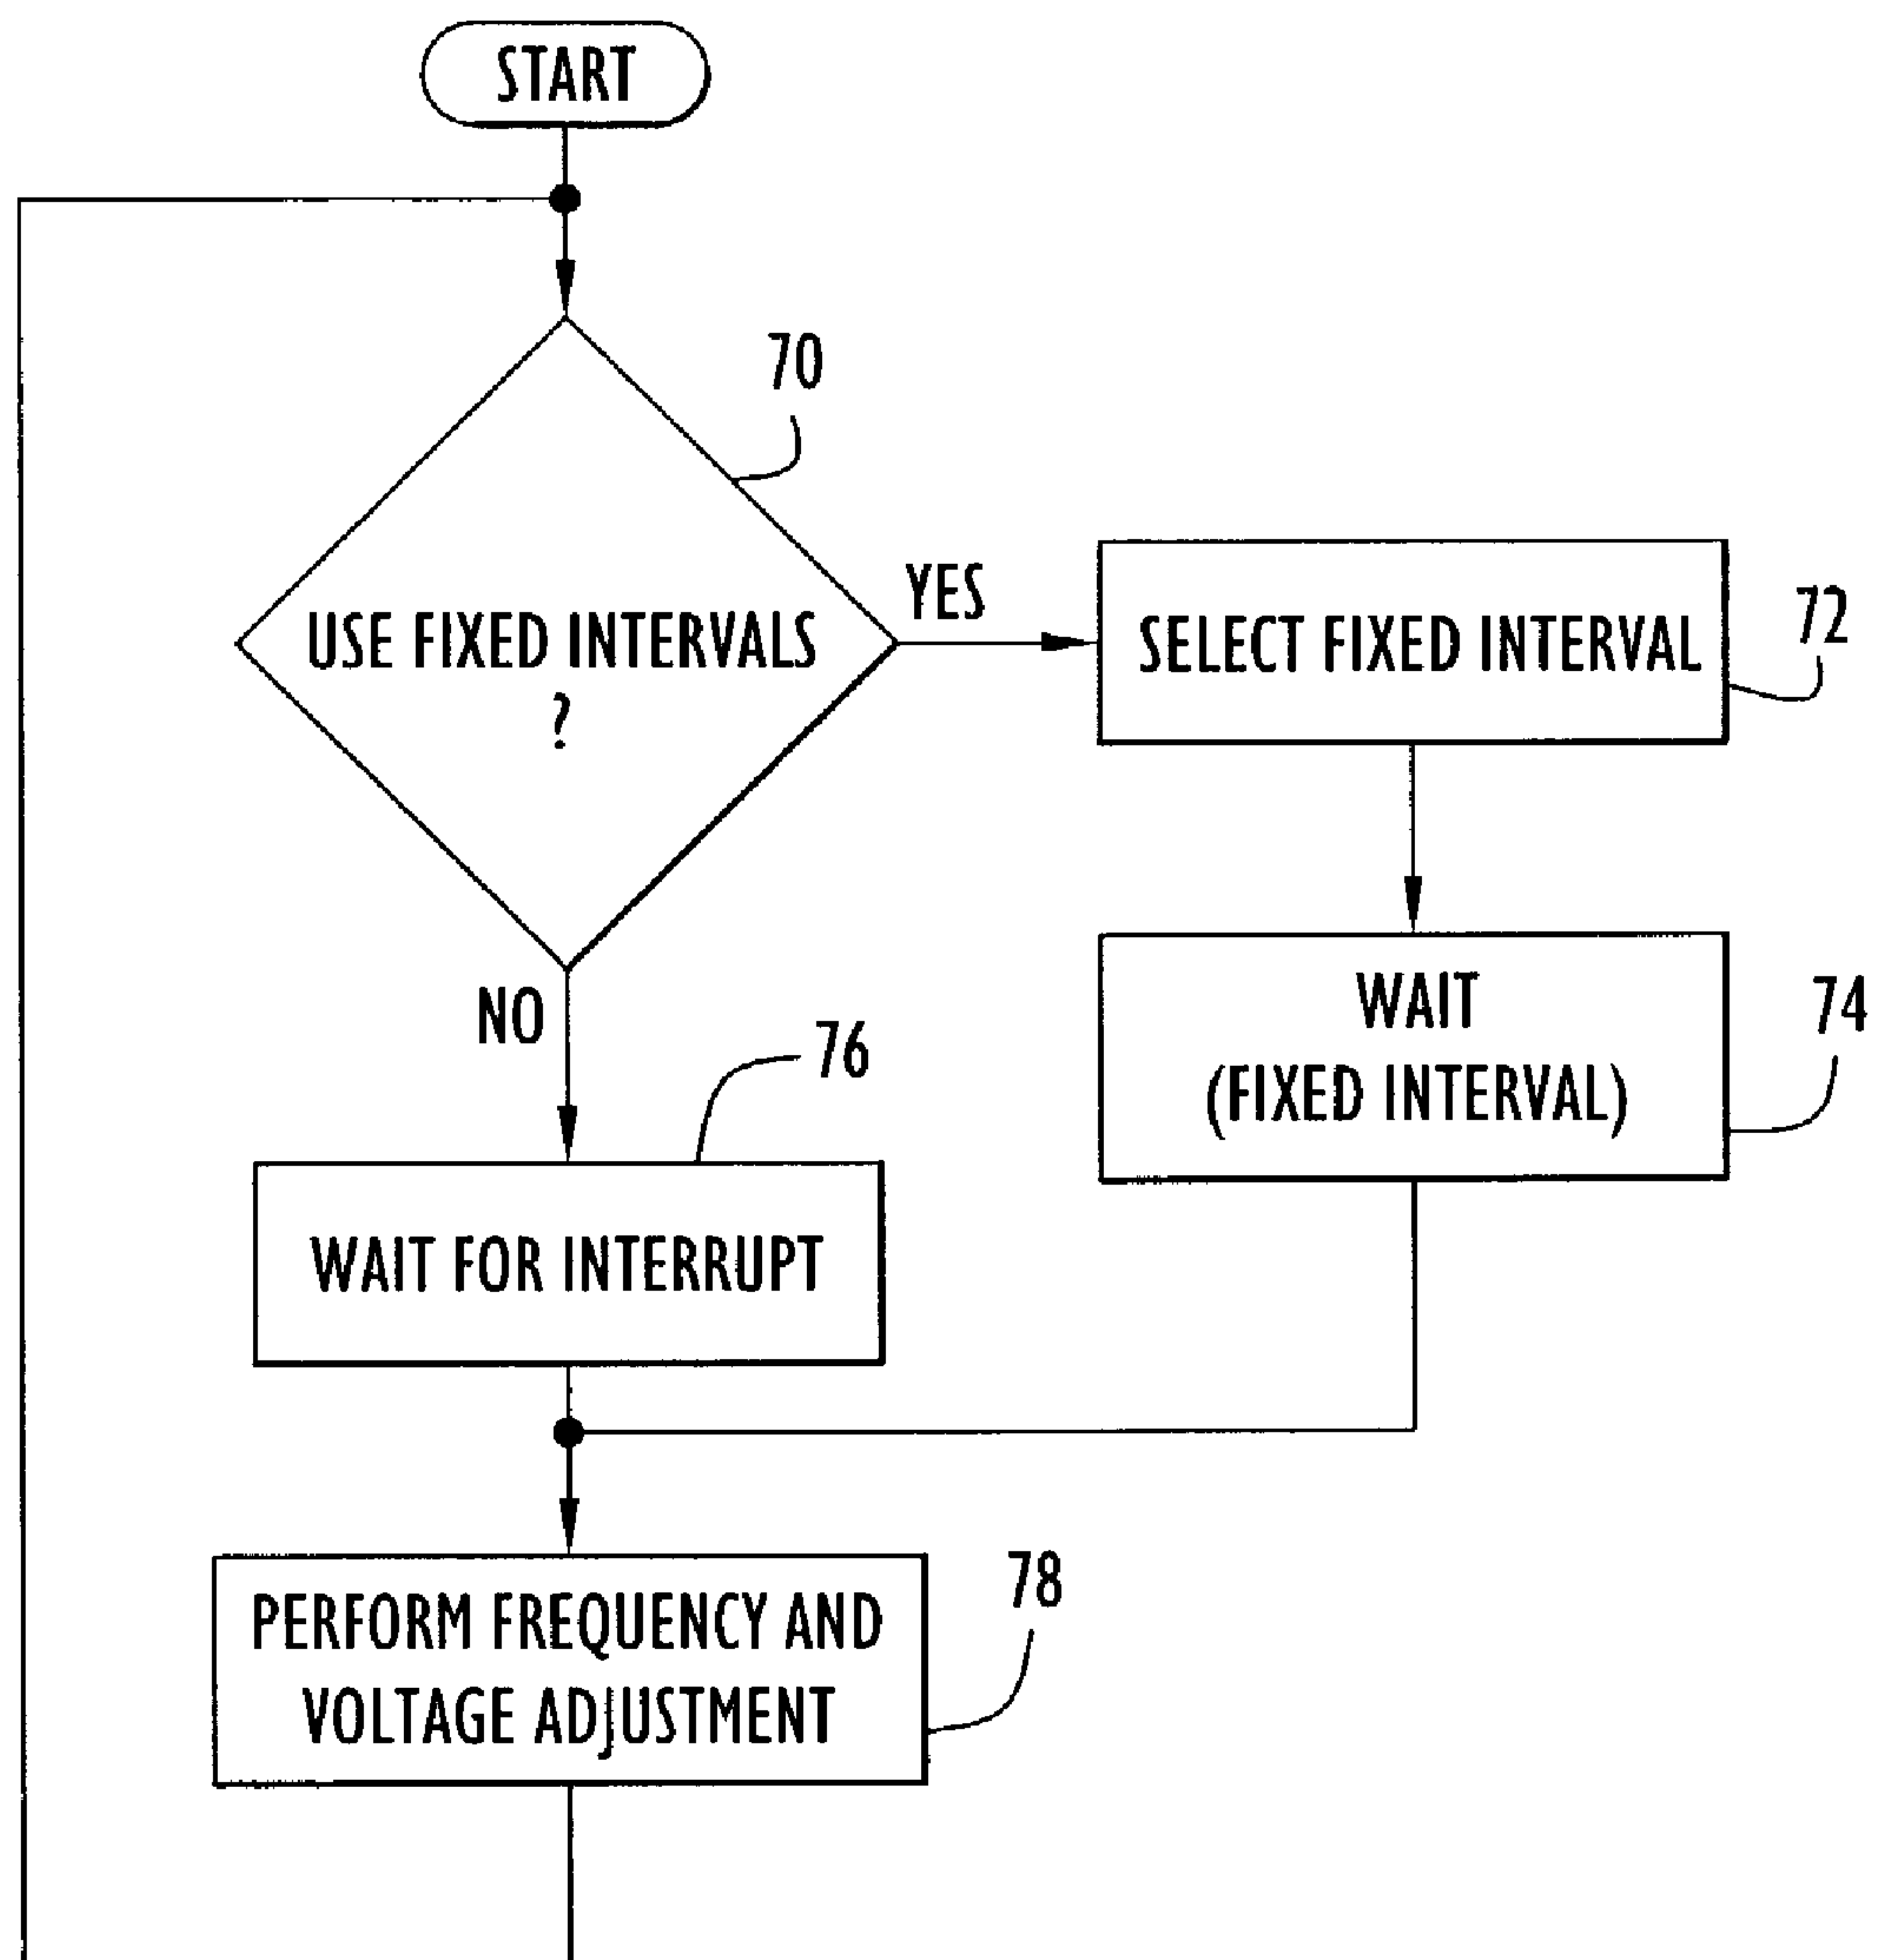 START
70
USE FIXED INTERVALS
?
YES
SELECT FIXED INTERVAL
72
WAIT
(FIXED INTERVAL)
74
NO
76
WAIT FOR INTERRUPT
PERFORM FREQUENCY AND
VOLTAGE ADJUSTMENT
78